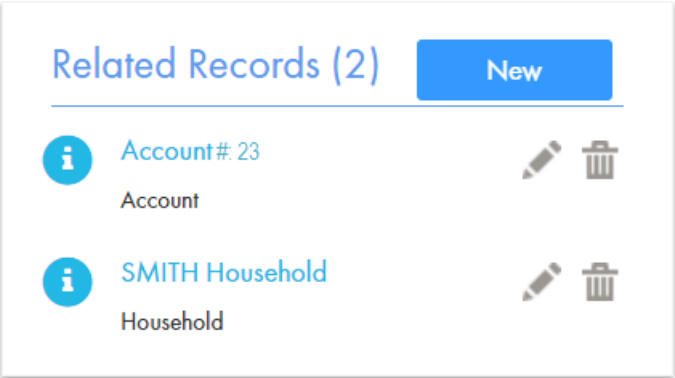 Related Records (2)
New
Account #: 23
Account
SMITH Household
Household